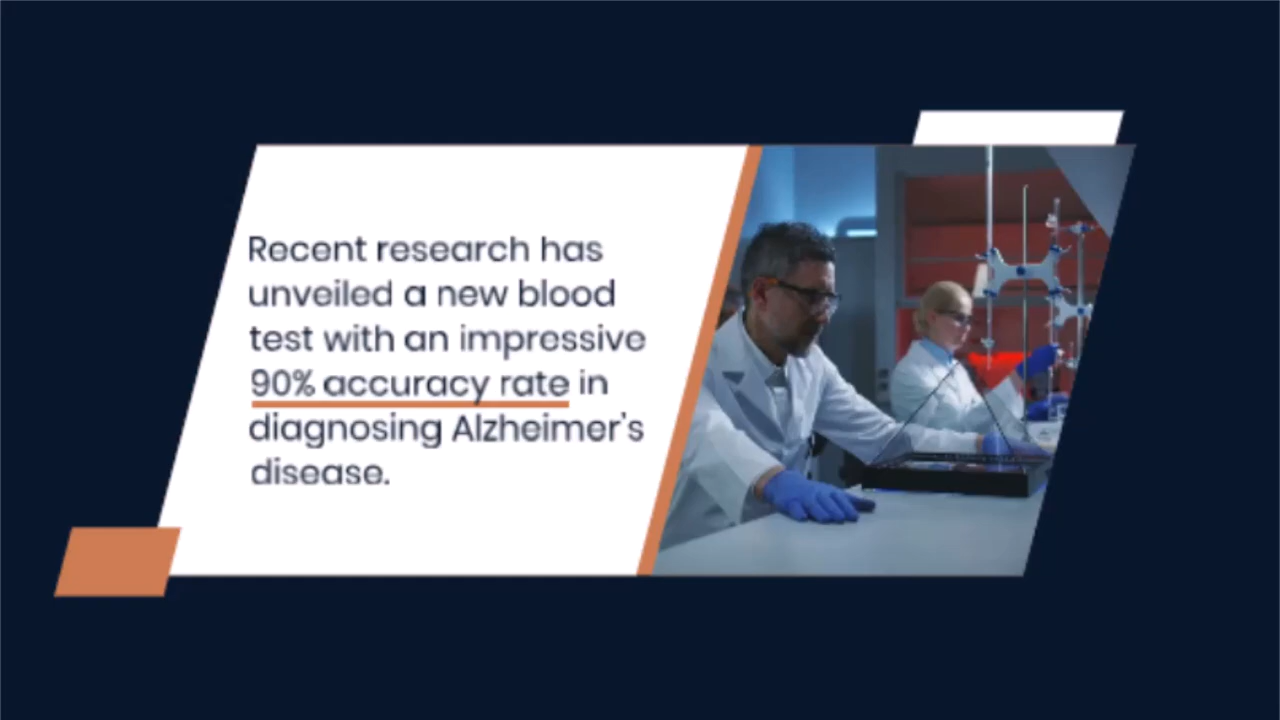 Recent research has
unveiled a new blood
test with an impressive
90% accuracy rate in
diagnosing Alzheimer's
disease.